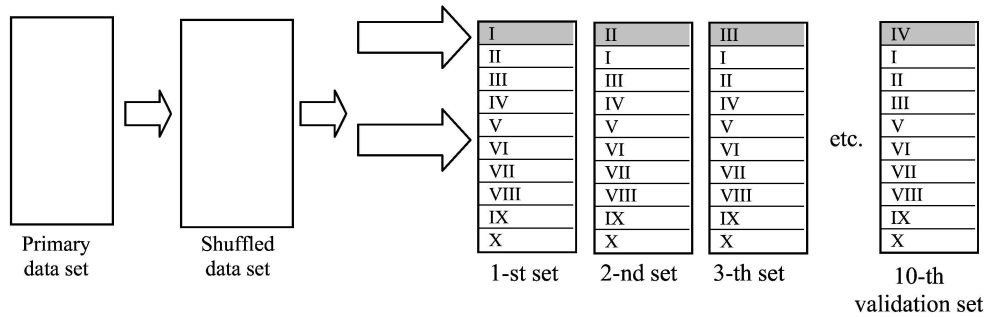 Primary
data set
Shuffled
data set
I
II
III
IV
V
VI
VII
VIII
IX
X
1-st set
II
I
III
IV
V
VI
VII
VIII
IX
X
2-nd set
III
I
II
IV
V
VI
VII
VIII
IX
X
3-th set
etc.
IV
I
II
III
V
VI
VII
VIII
IX
X
10-th
validation set